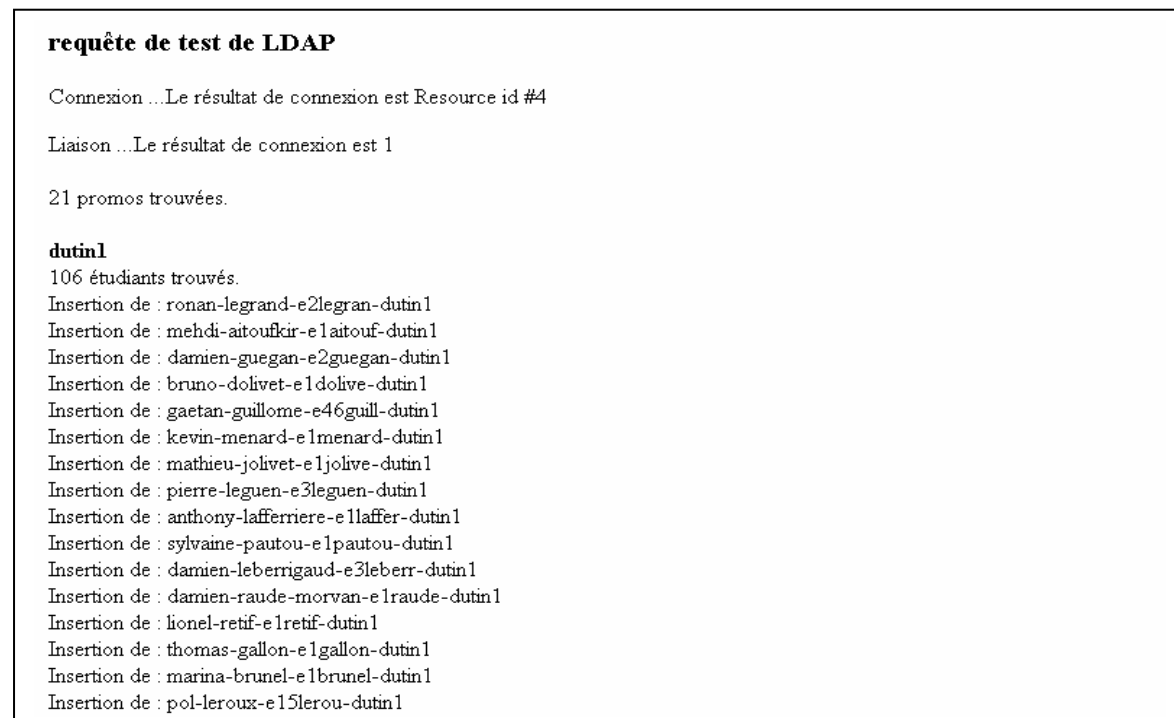 requête de test de LDAP
Connexion ...Le résultat de connexion est Resource id #4
Liaison ...Le résultat de connexion est 1
21 promos trouvées.
dutin1
106 étudiants trouvés.
Insertion de : ronan-legrand-e2legran-dutin1
Insertion de : mehdi-aitoufkir-e1aitouf-dutin1
Insertion de : damien-guegan-e2guegan-dutin1
Insertion de : bruno-dolivet-e1dolive-dutin1
Insertion de : gaetan-guillome-e46guill-dutin1
Insertion de : kevin-menard-e1menard-dutin1
Insertion de : mathieu-jolivet-e1jolive-dutin1
Insertion de : pierre-leguen-e3leguen-dutin1
Insertion de : anthony-lafferriere-e1laffer-dutin1
Insertion de : sylvaine-pautou-e1pautou-dutin1
Insertion de : damien-leberrigaud-e3leberr-dutin1
Insertion de : damien-raude-morvan-e1raude-dutin1
Insertion de : lionel-retif-e1retif-dutin1
Insertion de : thomas-gallon-e1gallon-dutin1
Insertion de : marina-brunel-e1brunel-dutin1
Insertion de : pol-leroux-e15lerou-dutin1